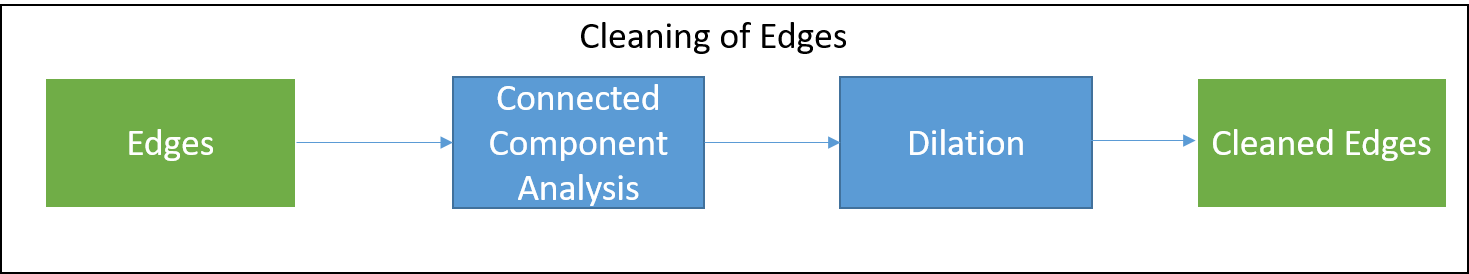 Cleaning of Edges
Edges
Connected
Component
Analysis
Dilation
Cleaned Edges